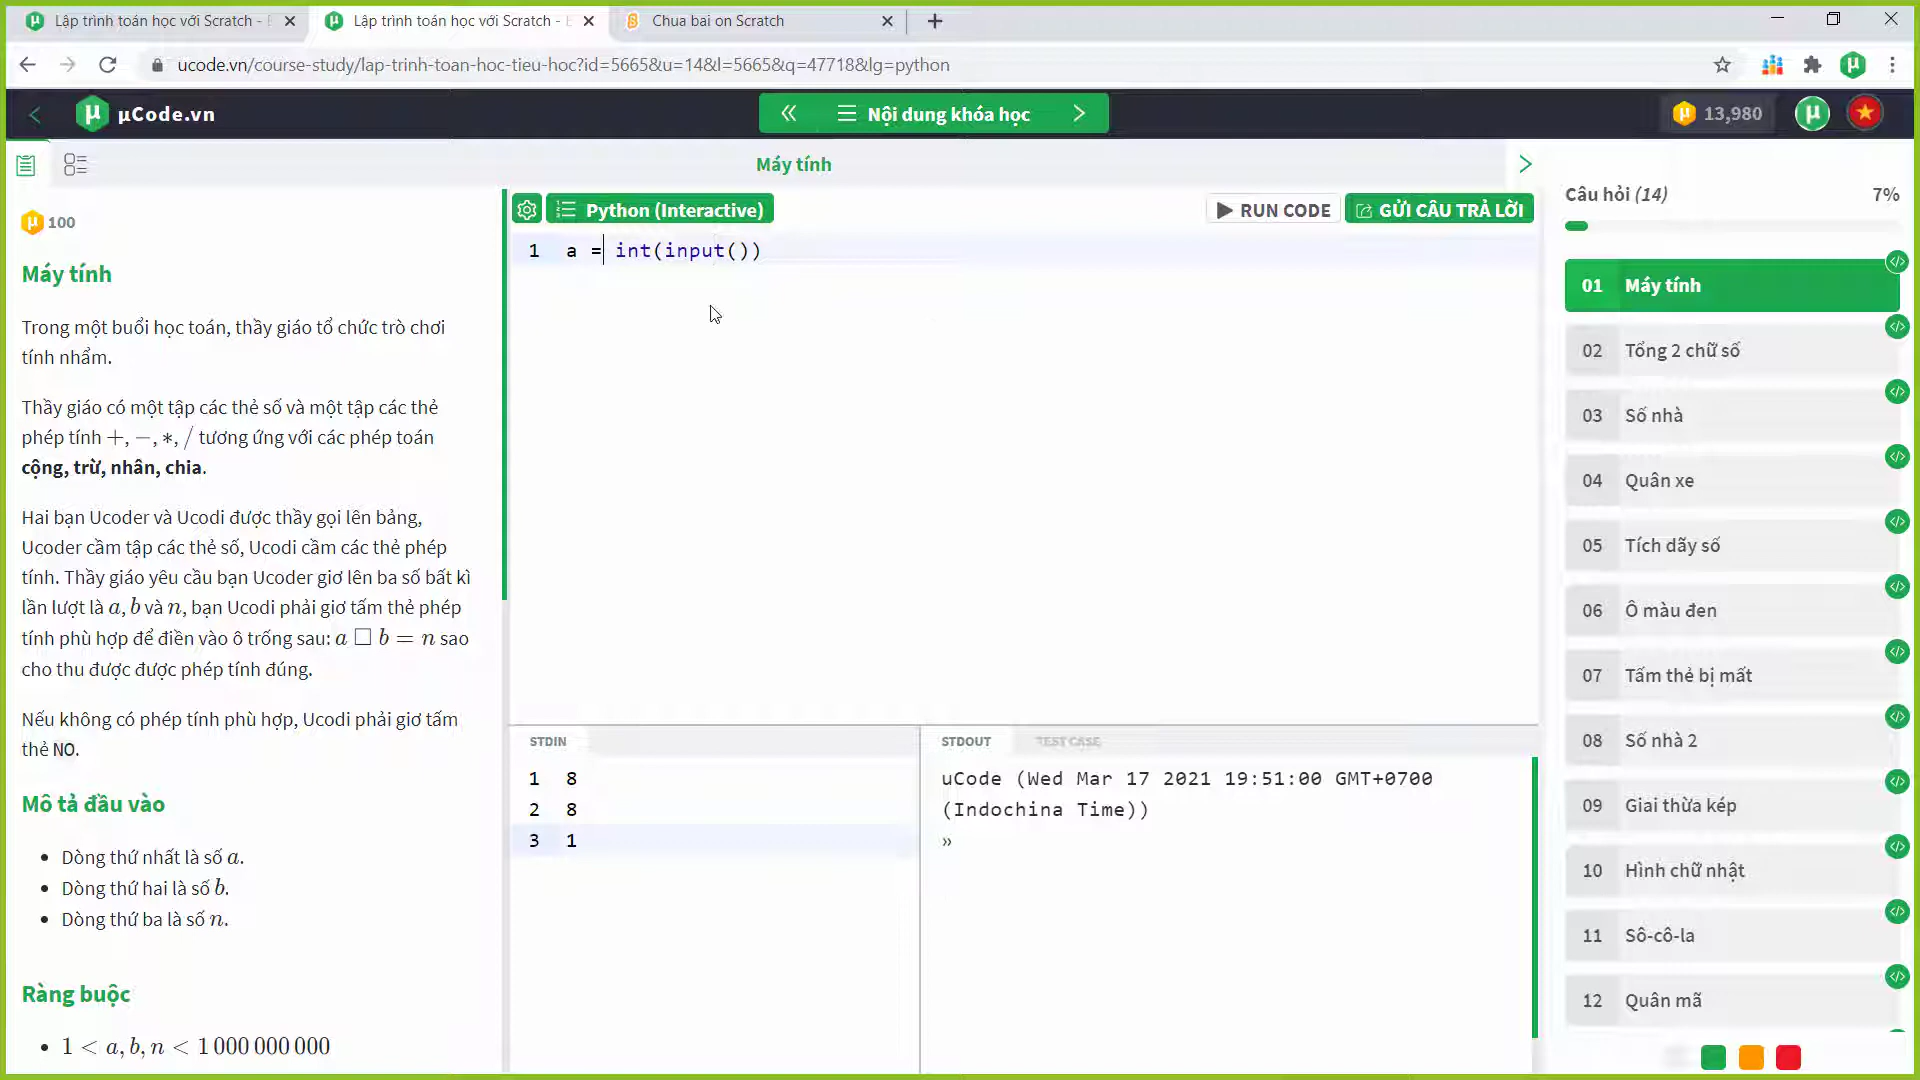 Lập trình toán học với Scratch -
Lập trình toán học với Scratch -
Chua bai on Scratch
ucode.vn/course-study/lap-trinh-toan-hoc-tieu-hoc?id=5665&u=14&l=5665&q=47718&lg=python
µCode.vn
Nội dung khóa học
13,980
Máy tính
Câu hỏi (14) 7%
100
Python (Interactive)
RUN CODE
GỬI CÂU TRẢ LỜI
1 a = int(input())
Máy tính
Trong một buổi học toán, thầy giáo tổ chức trò chơi
tính nhẩm.
Thầy giáo có một tập các thẻ số và một tập các thẻ
phép tính +, −, *, / tương ứng với các phép toán
cộng, trừ, nhân, chia.
Hai bạn Ucoder và Ucodi được thầy gọi lên bảng,
Ucoder cầm tập các thẻ số, Ucodi cầm các thẻ phép
tính. Thầy giáo yêu cầu bạn Ucoder giơ lên ba số bất kì
lần lượt là a, b và n, bạn Ucodi phải giơ tấm thẻ phép
tính phù hợp để điền vào ô trống sau: a □ b = n sao
cho thu được được phép tính đúng.
Nếu không có phép tính phù hợp, Ucodi phải giơ tấm
thẻ NO.
Mô tả đầu vào
• Dòng thứ nhất là số a.
• Dòng thứ hai là số b.
• Dòng thứ ba là số n.
Ràng buộc
• 1 < a, b, n < 1 000 000 000
STDIN
1 8
2 8
3 1
STDOUT
TEST CASE
uCode (Wed Mar 17 2021 19:51:00 GMT+0700
(Indochina Time))
»
01 Máy tính
02 Tổng 2 chữ số
03 Số nhà
04 Quân xe
05 Tích dãy số
06 Ô màu đen
07 Tấm thẻ bị mất
08 Số nhà 2
09 Giai thừa kép
10 Hình chữ nhật
11 Sô-cô-la
12 Quân mã